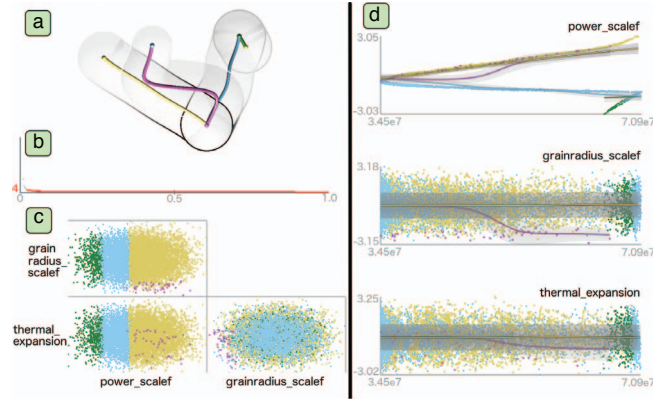 a
d
power_scalef
3.05
-3.03
3.45e7
7.09e7
b
4
0
0.5
1.0
grainradius_scalef
3.18
-3.15
3.45e7
7.09e7
c
grain
radius_
scalef
thermal_
expansion
power_scalef
grainradius_scalef
thermal_expansion
3.25
-3.02
3.45e7
7.09e7